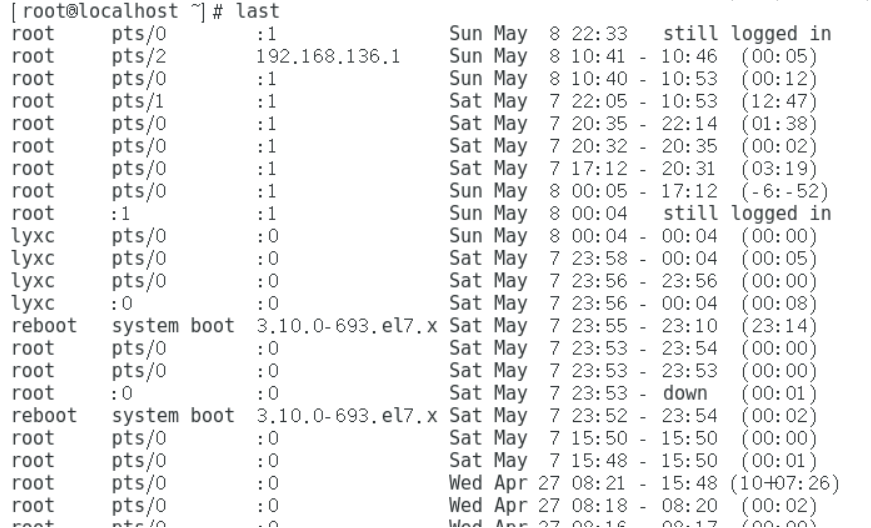 [root@localhost ~]# last
root     pts/0        :1               Sun May  8 22:33   still logged in
root     pts/2        192.168.136.1    Sun May  8 10:41 - 10:46  (00:05)
root     pts/0        :1               Sun May  8 10:40 - 10:53  (00:12)
root     pts/1        :1               Sat May  7 22:05 - 10:53  (12:47)
root     pts/0        :1               Sat May  7 20:35 - 22:14  (01:38)
root     pts/0        :1               Sat May  7 20:32 - 20:35  (00:02)
root     pts/0        :1               Sat May  7 17:12 - 20:31  (03:19)
root     pts/0        :1               Sun May  8 00:05 - 17:12  (-6:-52)
root     :1           :1               Sun May  8 00:04   still logged in
lyxc     pts/0        :0               Sun May  8 00:04 - 00:04  (00:00)
lyxc     pts/0        :0               Sat May  7 23:58 - 00:04  (00:05)
lyxc     pts/0        :0               Sat May  7 23:56 - 23:56  (00:00)
lyxc     :0           :0               Sat May  7 23:56 - 00:04  (00:08)
reboot   system boot  3.10.0-693.el7.x Sat May  7 23:55 - 23:10  (23:14)
root     pts/0        :0               Sat May  7 23:53 - 23:54  (00:00)
root     pts/0        :0               Sat May  7 23:53 - 23:53  (00:00)
root     :0           :0               Sat May  7 23:53 - down   (00:01)
reboot   system boot  3.10.0-693.el7.x Sat May  7 23:52 - 23:54  (00:02)
root     pts/0        :0               Sat May  7 15:50 - 15:50  (00:00)
root     pts/0        :0               Sat May  7 15:48 - 15:50  (00:01)
root     pts/0        :0               Wed Apr 27 08:21 - 15:48 (10+07:26)
root     pts/0        :0               Wed Apr 27 08:18 - 08:20  (00:02)
root     pts/0        :0               Wed Apr 27 08:16 - 08:17  (00:00)